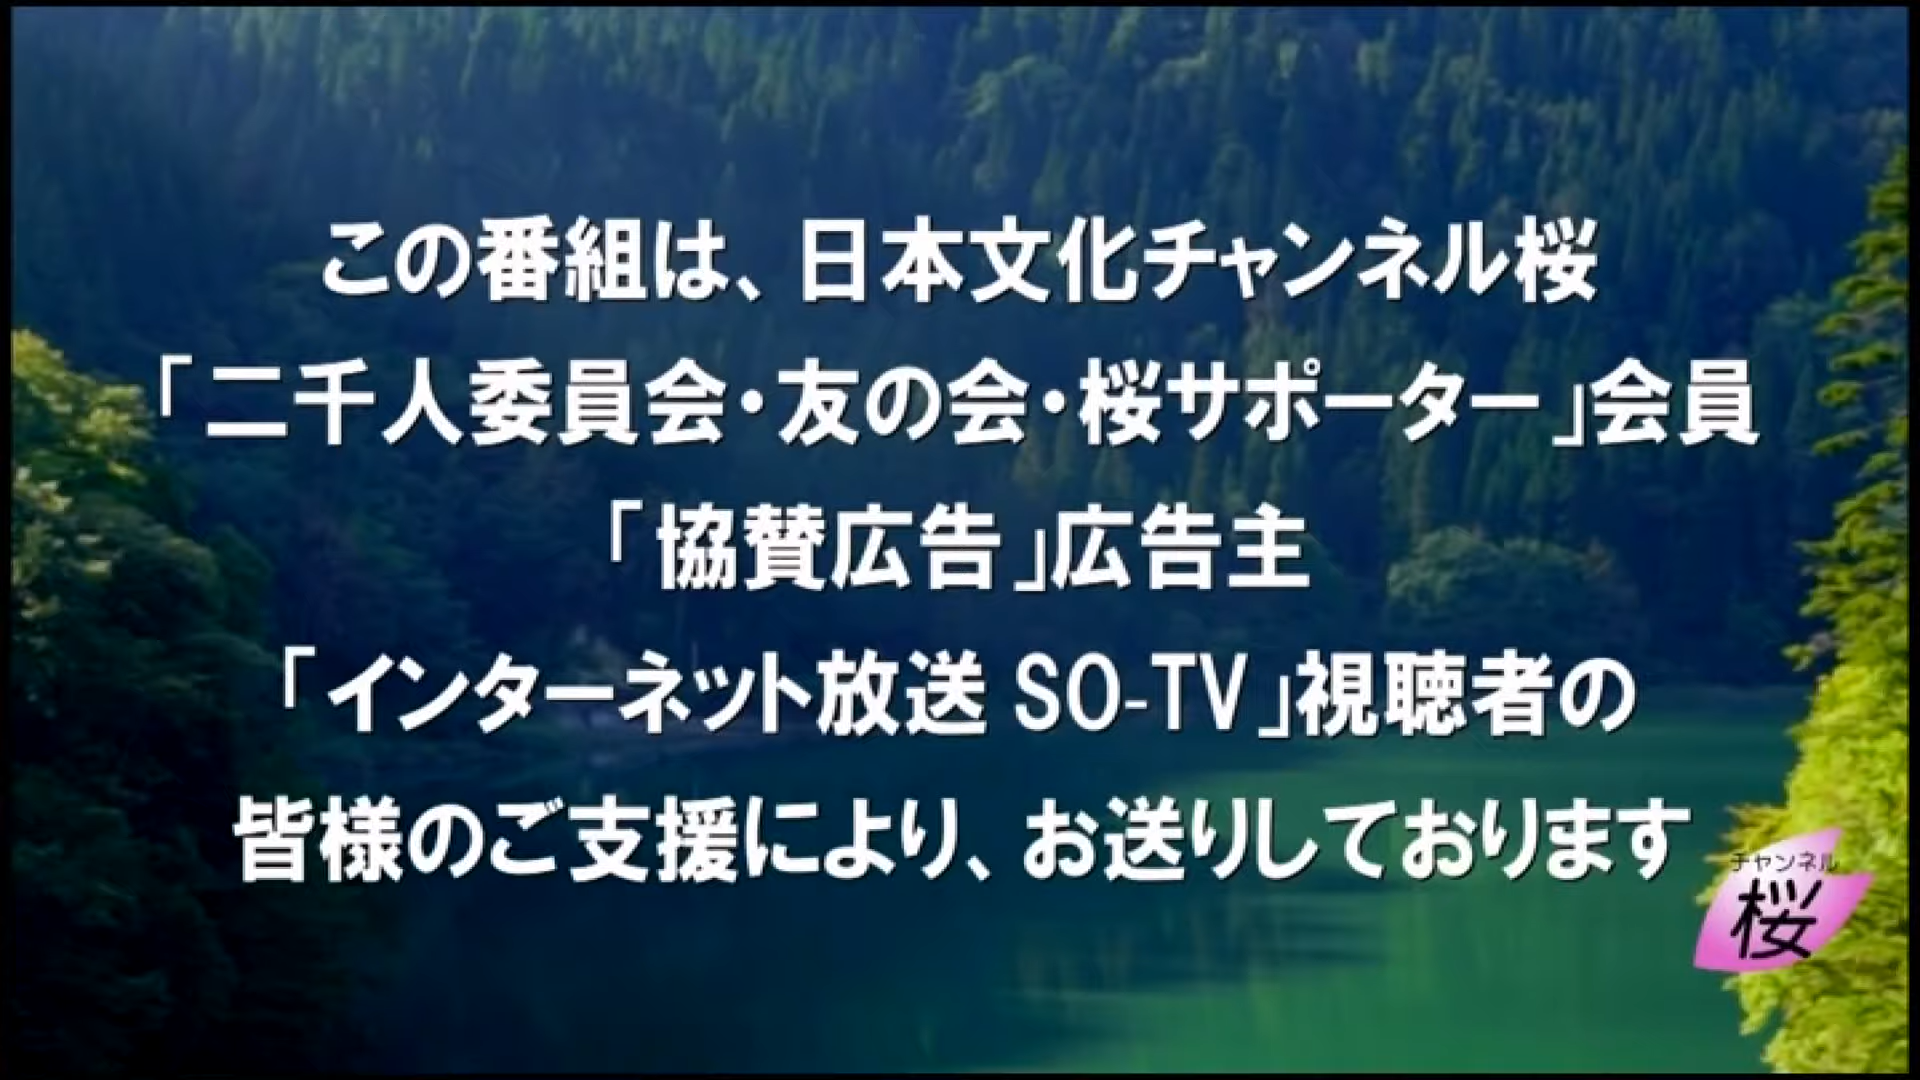 この番組は、日本文化チャンネル桜
「二千人委員会・友の会・桜サポーター」会員
「協賛広告」広告主
「インターネット放送 SO-TV」視聴者の
皆様のご支援により、お送りしております
チャンネル
桜